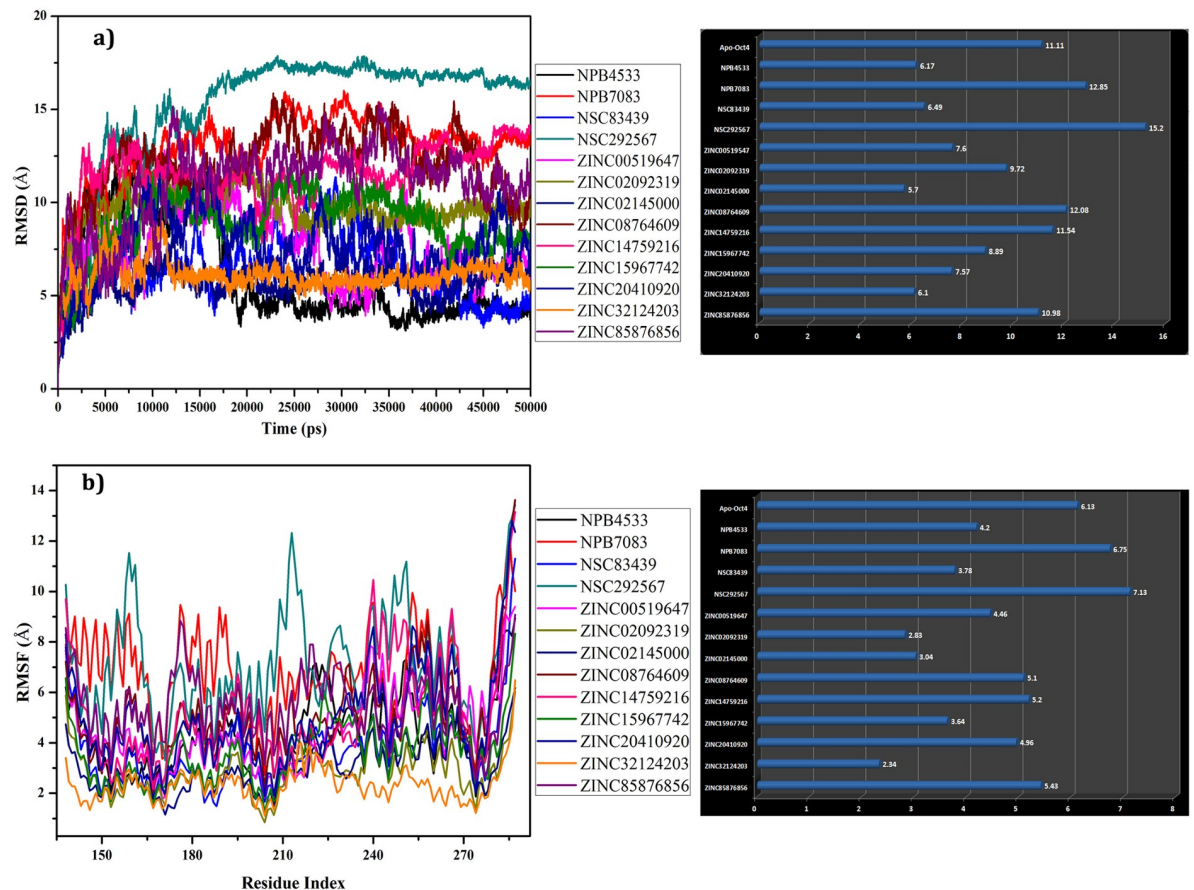 a)
20
15
10
5
0
RMSD (Å)
0 5000 10000 15000 20000 25000 30000 35000 40000 45000 50000
Time (ps)
NPB4533
NPB7083
NSC83439
NSC292567
ZINC00519647
ZINC02092319
ZINC02145000
ZINC08764609
ZINC14759216
ZINC15967742
ZINC20410920
ZINC32124203
ZINC85876856
Apo-Oct4 11.11
NPB4533 6.17
NPB7083 12.85
NSC83439 6.49
NSC292567 15.2
ZINC00519547 7.6
ZINC02092319 9.72
ZINC02145000 5.7
ZINC08764609 12.08
ZINC14759216 11.54
ZINC15967742 8.89
ZINC20410920 7.57
ZINC32124203 6.1
ZINC85876856 10.98
0 2 4 6 8 10 12 14 16
b)
14
12
10
8
6
4
2
RMSF (Å)
150 180 210 240 270
Residue Index
NPB4533
NPB7083
NSC83439
NSC292567
ZINC00519647
ZINC02092319
ZINC02145000
ZINC08764609
ZINC14759216
ZINC15967742
ZINC20410920
ZINC32124203
ZINC85876856
Apo-Oct4 6.13
NPB4533 4.2
NPB7083 6.75
NSC83439 3.78
NSC292567 7.13
ZINC00519647 4.46
ZINC02092319 2.83
ZINC02145000 3.04
ZINC08764609 5.1
ZINC14759216 5.2
ZINC15967742 3.64
ZINC20410920 4.96
ZINC32124203 2.34
ZINC85876856 5.43
0 1 2 3 4 5 6 7 8